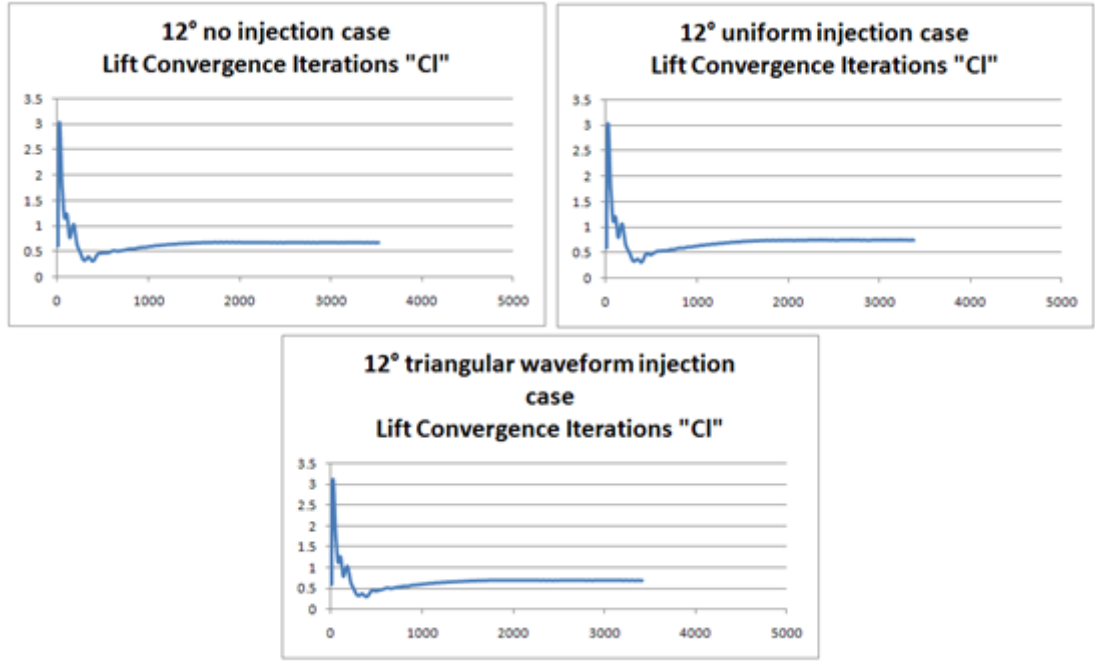 12° no injection case
Lift Convergence Iterations "Cl"
3.5
3
2.5
2
1.5
1
0.5
0
0 1000 2000 3000 4000 5000
12° uniform injection case
Lift Convergence Iterations "Cl"
3.5
3
2.5
2
1.5
1
0.5
0
0 1000 2000 3000 4000 5000
12° triangular waveform injection
case
Lift Convergence Iterations "Cl"
3.5
3
2.5
2
1.5
1
0.5
0
0 1000 2000 3000 4000 5000